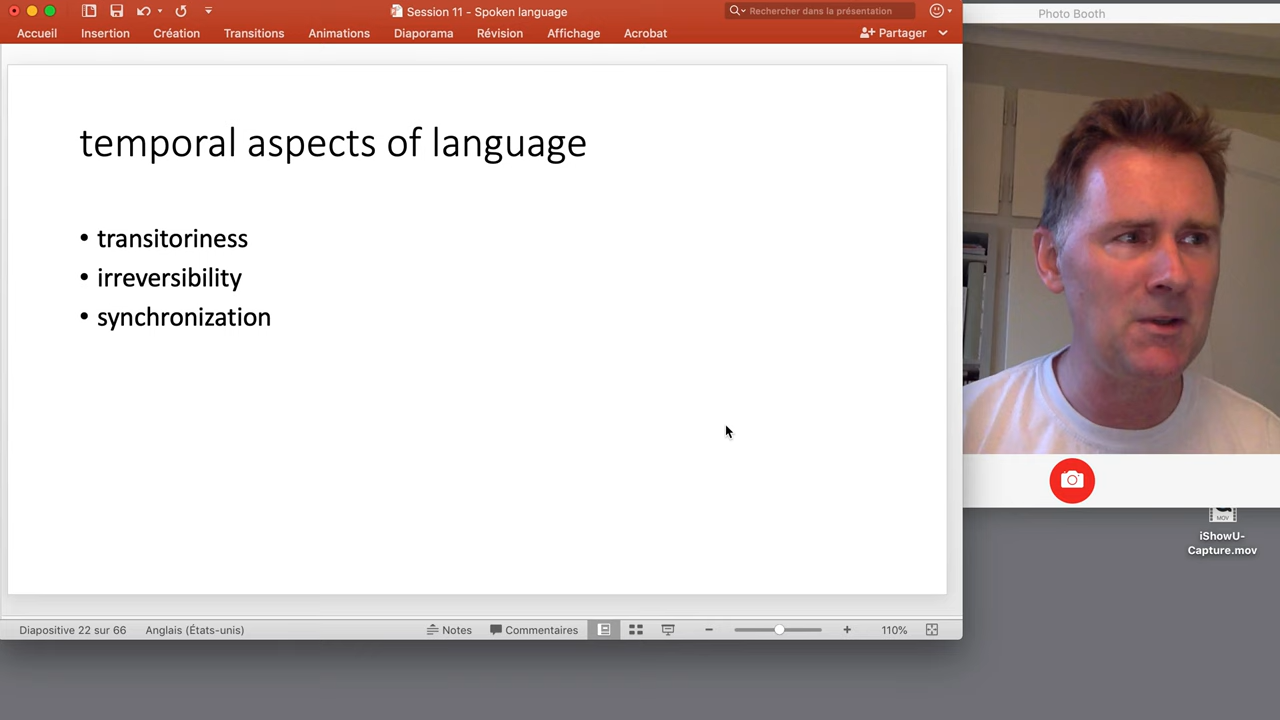 Session 11 - Spoken language
Rechercher dans la présentation
Photo Booth
Accueil Insertion Création Transitions Animations Diaporama Révision Affichage Acrobat Partager
temporal aspects of language
• transitoriness
• irreversibility
• synchronization
MOV
iShowU-
Capture.mov
Diapositive 22 sur 66 Anglais (États-unis) Notes Commentaires 110%